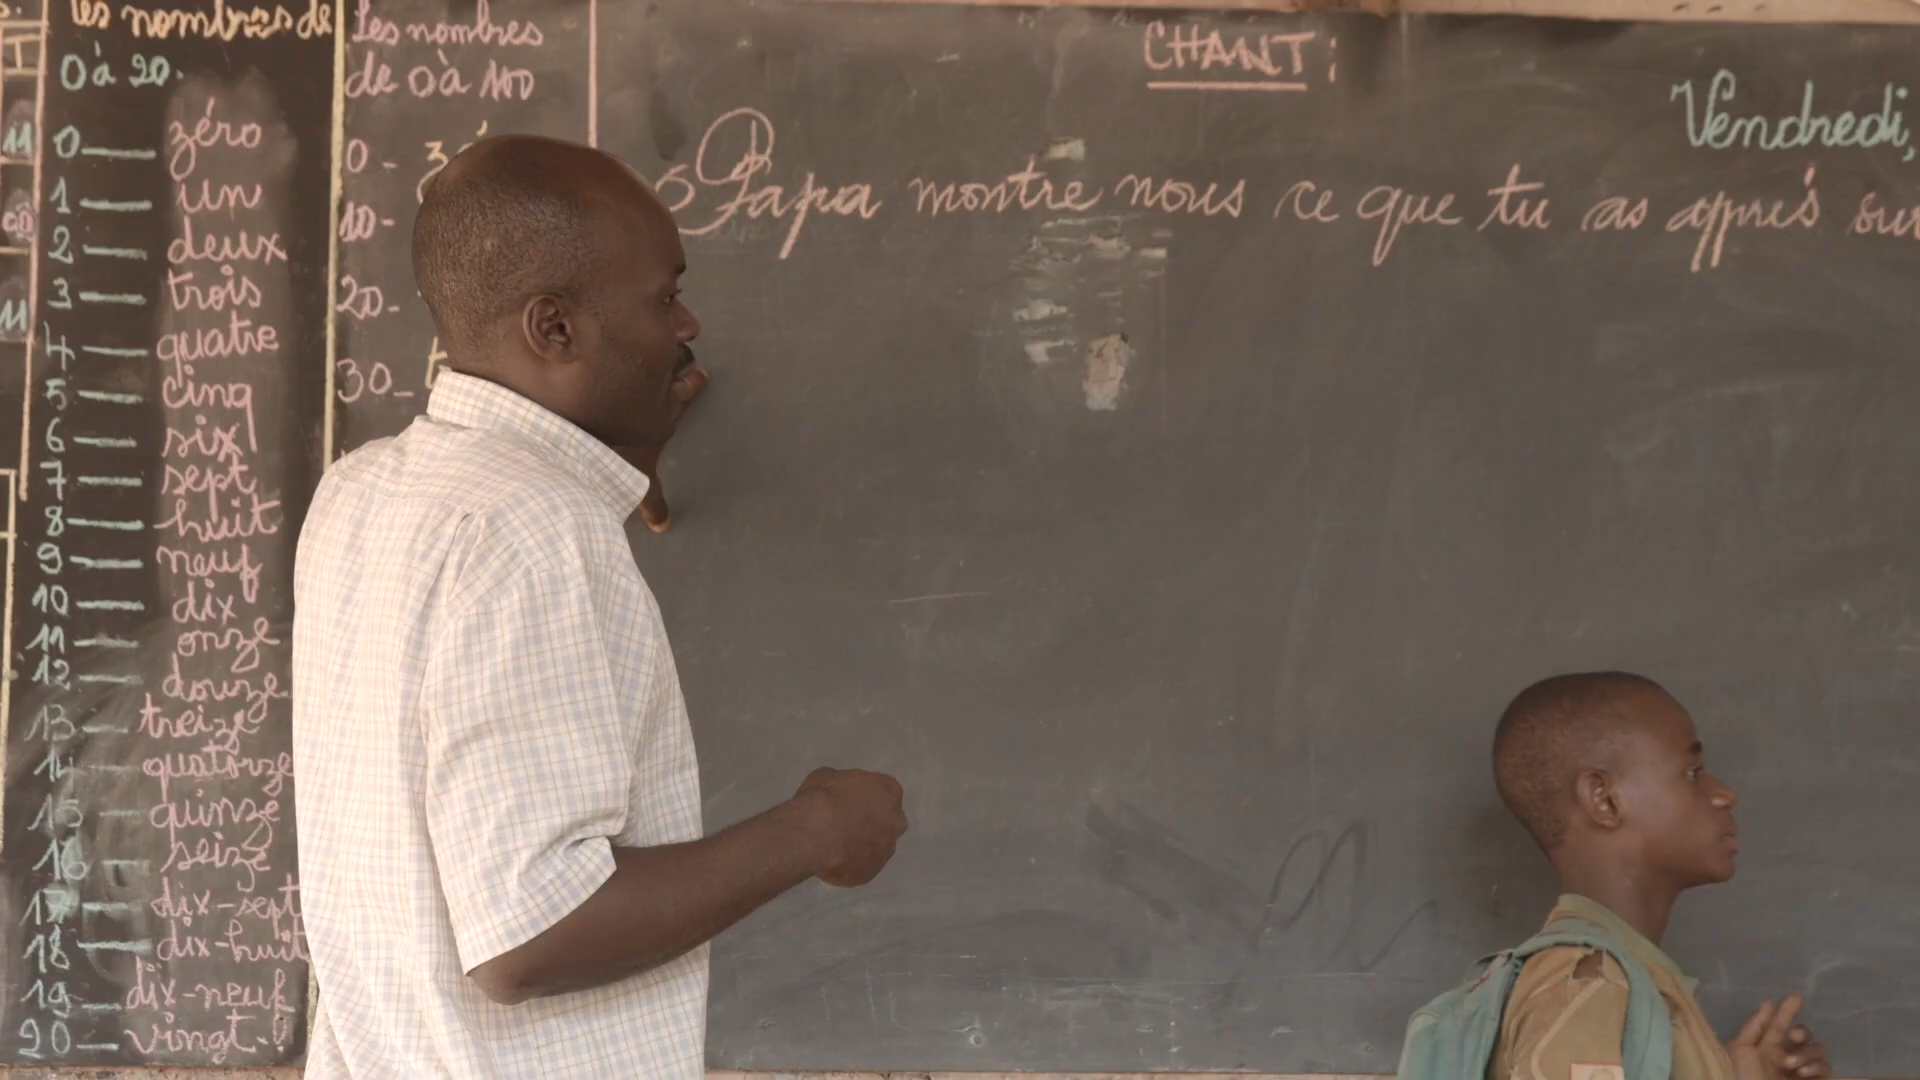 les nombres de
0 à 20.
0 — zéro
1 — un
2 — deux
3 — trois
4 — quatre
5 — cinq
6 — six
7 — sept
8 — huit
9 — neuf
10 — dix
11 — onze
12 — douze
13 — treize
14 — quatorze
15 — quinze
16 — seize
17 — dix-sept
18 — dix-huit
19 — dix-neuf
20 — vingt.
Les nombres
de 0 à 100
0 -
10 -
20 -
30 -
CHANT :
Vendredi,
Papa montre nous ce que tu as appris sur
11
11